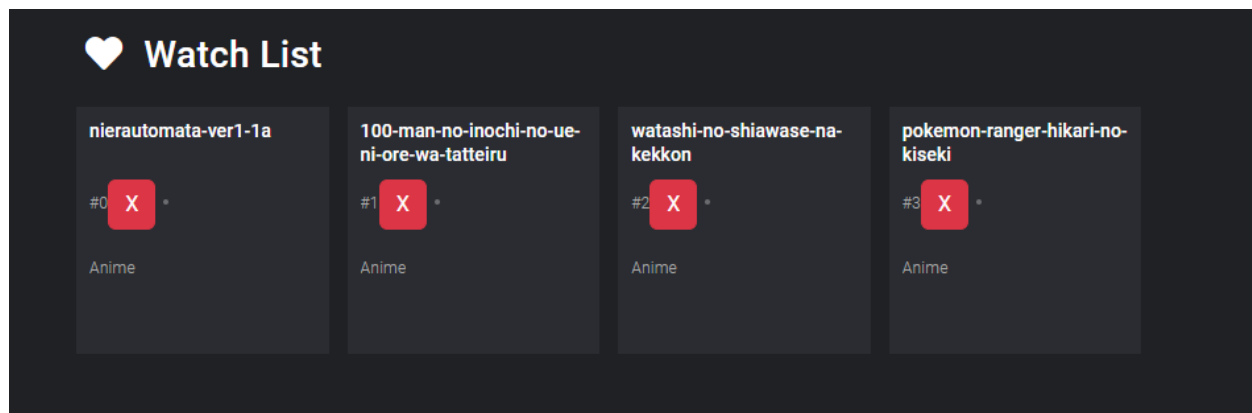 Watch List
nierautomata-ver1-1a
#0 X •
Anime
100-man-no-inochi-no-ue-
ni-ore-wa-tatteiru
#1 X •
Anime
watashi-no-shiawase-na-
kekkon
#2 X •
Anime
pokemon-ranger-hikari-no-
kiseki
#3 X •
Anime